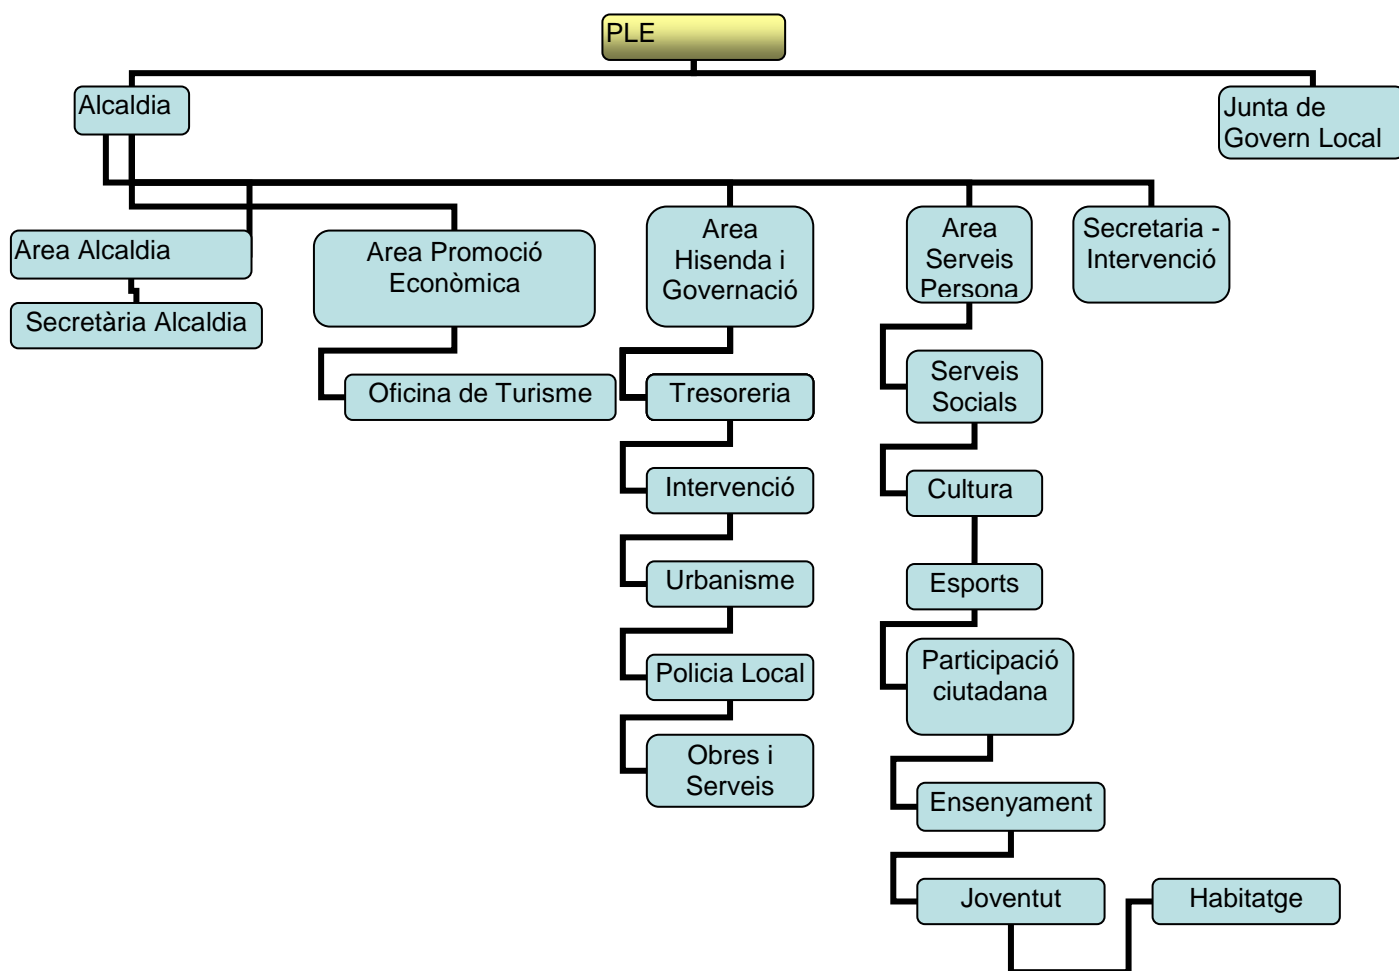 PLE
Alcaldia
Junta de
Govern Local
Area Alcaldia
Secretària Alcaldia
Area Promoció
Econòmica
Oficina de Turisme
Area
Hisenda i
Governació
Tresoreria
Intervenció
Urbanisme
Policia Local
Obres i
Serveis
Area
Serveis
Persona
Serveis
Socials
Cultura
Esports
Participació
ciutadana
Ensenyament
Joventut
Habitatge
Secretaria -
Intervenció